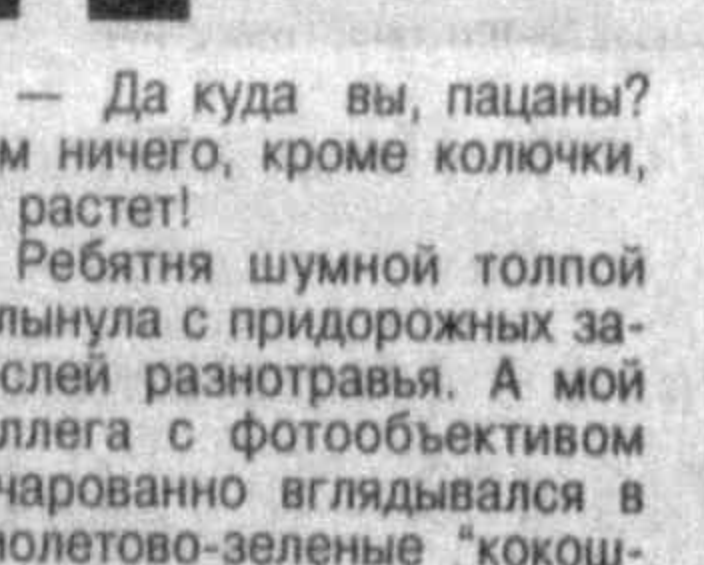 — Да куда вы, пацаны?
м ничего, кроме колючки,
растет!
Ребятня шумной толпой
лынула с придорожных за-
слей разнотравья. А мой
ллега с фотообъективом
чарованно вглядывался в
иолетово-зеленые “кокош-